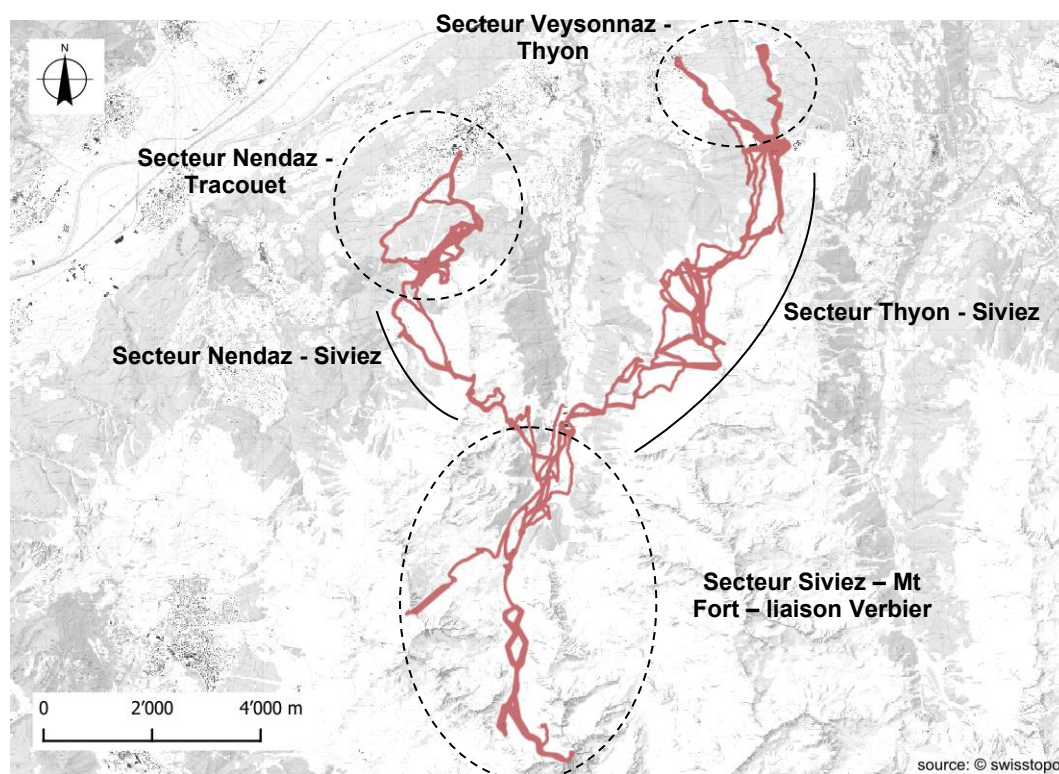 Secteur Veysonnaz -
Thyon
N
Secteur Nendaz -
Tracouet
Secteur Thyon - Siviez
Secteur Nendaz - Siviez
Secteur Siviez – Mt
Fort – liaison Verbier
0 2'000 4'000 m
source: © swisstopo